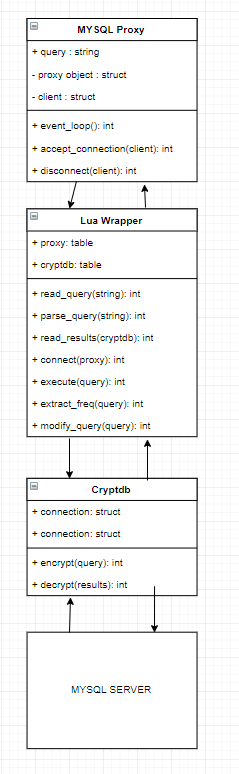 MYSQL Proxy
+ query : string
- proxy object : struct
- client : struct
+ event_loop(): int
+ accept_connection(client): int
+ disconnect(client): int
Lua Wrapper
+ proxy: table
+ cryptdb: table
+ read_query(string): int
+ parse_query(string): int
+ read_results(cryptdb): int
+ connect(proxy): int
+ execute(query): int
+ extract_freq(query): int
+ modify_query(query): int
Cryptdb
+ connection: struct
+ connection: struct
+ encrypt(query): int
+ decrypt(results): int
MYSQL SERVER